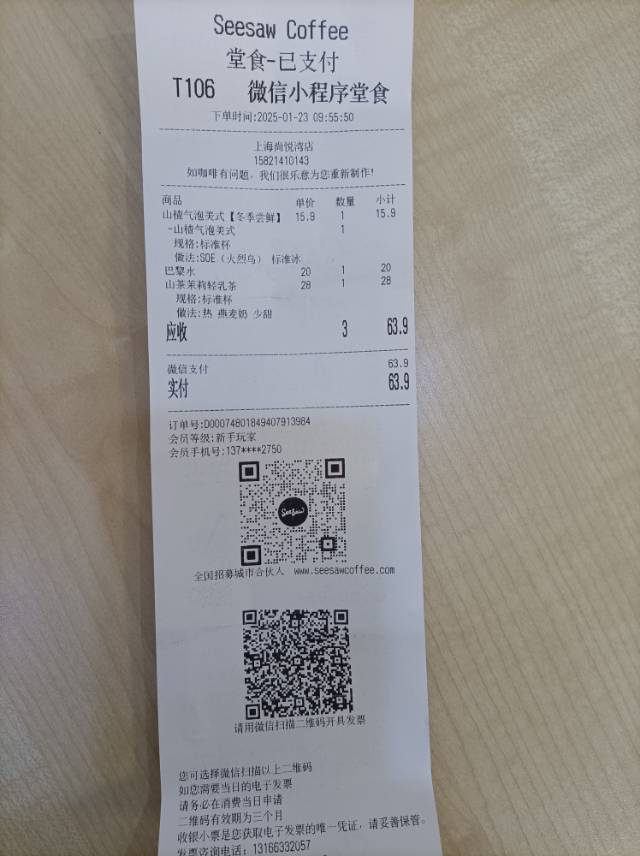 Seesaw Coffee
堂食-已支付
T106 微信小程序堂食
下单时间:2025-01-23 09:55:50
上海尚悦湾店
15821410143
如咖啡有问题，我们很乐意为您重新制作!
商品 单价 数量 小计
山楂气泡美式【冬季尝鲜】 15.9 1 15.9
-山楂气泡美式 1
规格:标准杯
做法:SOE（火烈鸟） 标准冰
巴黎水 20 1 20
山茶茉莉轻乳茶 28 1 28
规格:标准杯
做法:热 燕麦奶 少甜
应收 3 63.9
微信支付 63.9
实付 63.9
订单号:D000748018494079139­84
会员等级:新手玩家
会员手机号:137****2750
Seesaw
全国招募城市合伙人 www.seesawcoffee.com
请用微信扫描二维码开具发票
您可选择微信扫描以上二维码
如您需要当日的电子发票
请务必在消费当日申请
二维码有效期为三个月
收银小票是您获取电子发票的唯一凭证，请妥善保管。
发票咨询电话：13166332057